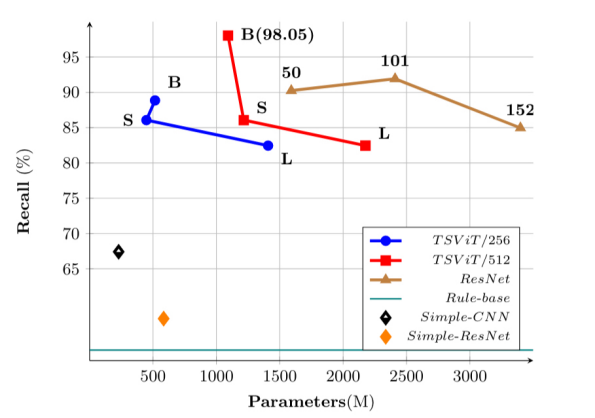 B(98.05)
95
50
101
90
B
152
S
S
85
L
L
80
75
70
65
Recall (%)
TSViT/256
TSViT/512
ResNet
Rule-base
Simple-CNN
Simple-ResNet
500 1000 1500 2000 2500 3000
Parameters(M)